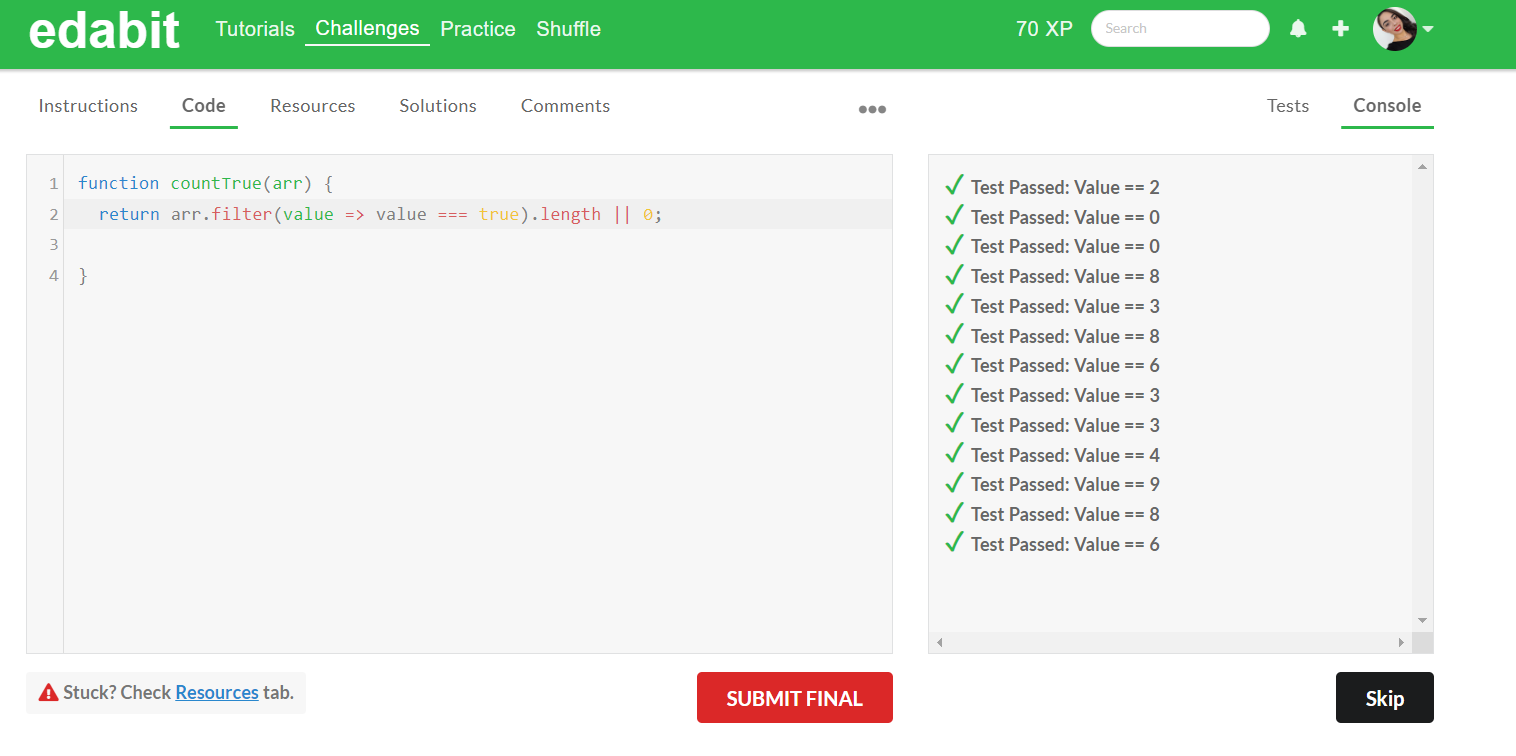 edabit Tutorials Challenges Practice Shuffle 70 XP Search
Instructions Code Resources Solutions Comments Tests Console
1 function countTrue(arr) {
2 return arr.filter(value => value === true).length || 0;
3
4 }
Test Passed: Value == 2
Test Passed: Value == 0
Test Passed: Value == 0
Test Passed: Value == 8
Test Passed: Value == 3
Test Passed: Value == 8
Test Passed: Value == 6
Test Passed: Value == 3
Test Passed: Value == 3
Test Passed: Value == 4
Test Passed: Value == 9
Test Passed: Value == 8
Test Passed: Value == 6
Stuck? Check Resources tab.
SUBMIT FINAL
Skip